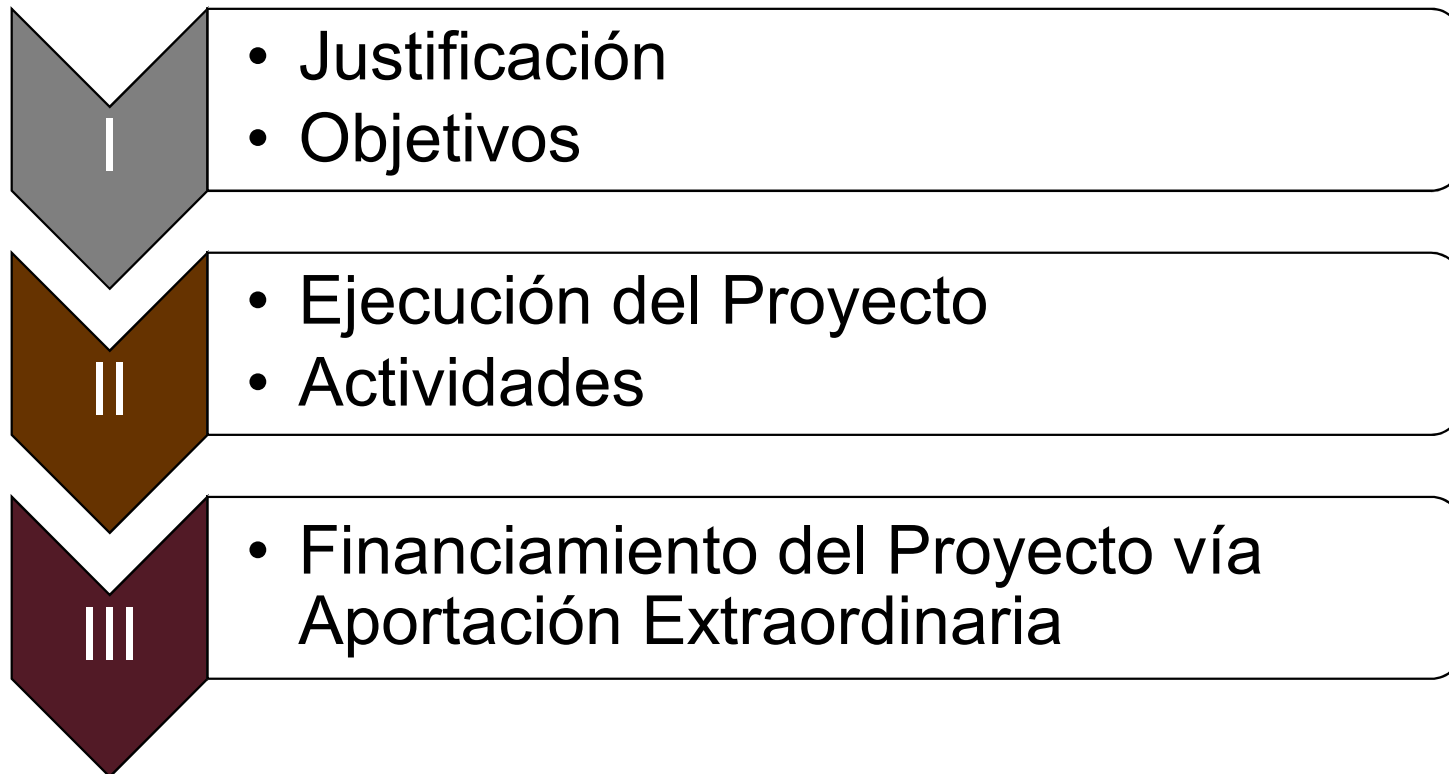 I
• Justificación
• Objetivos
II
• Ejecución del Proyecto
• Actividades
III
• Financiamiento del Proyecto vía
Aportación Extraordinaria